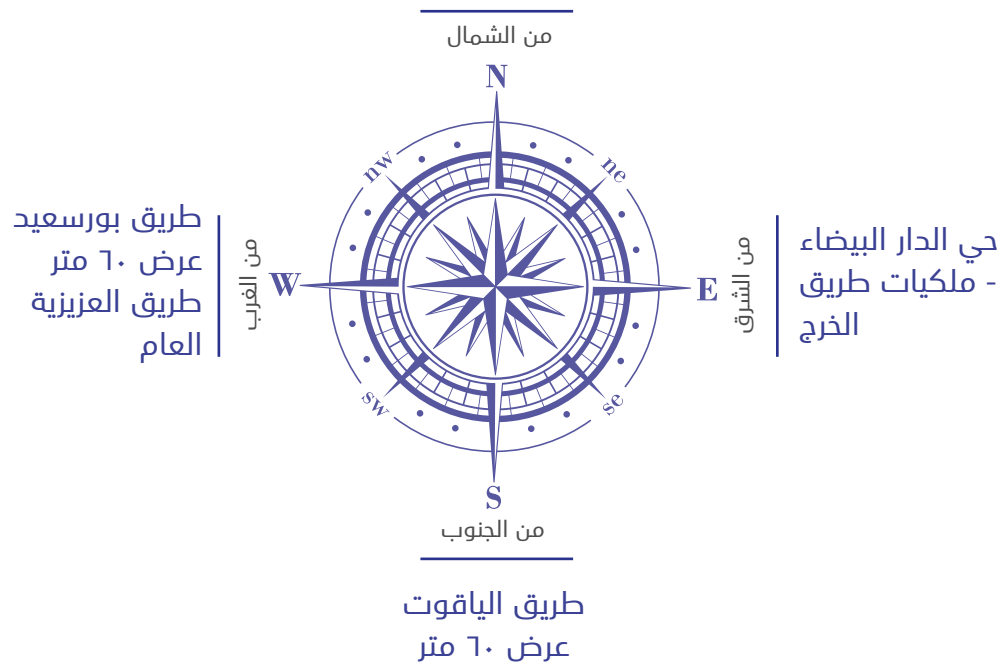 من الشمال
N
nw
ne
حي الدار البيضاء
- ملكيات طريق
الخرج
من الشرق
E
W
من الغرب
طريق بورسعيد
عرض ٦٠ متر
طريق العزيزية
العام
sw
se
S
من الجنوب
طريق الياقوت
عرض ٦٠ متر